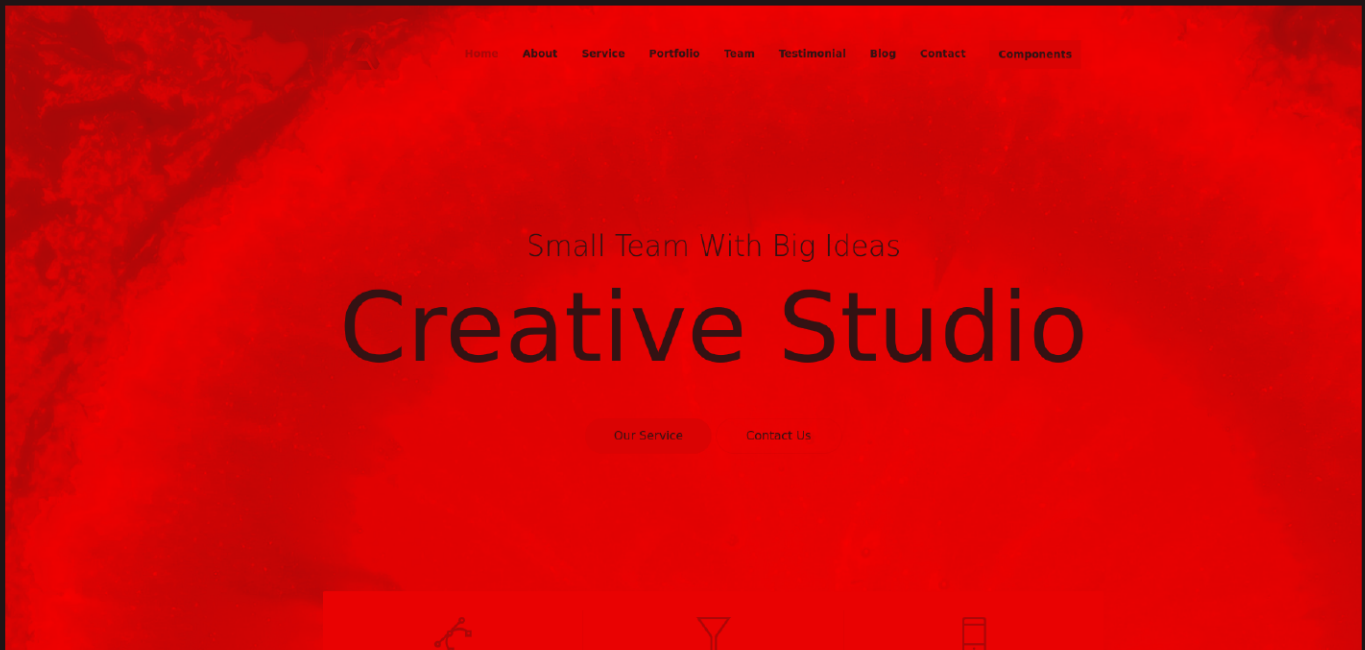 Home About Service Portfolio Team Testimonial Blog Contact Components
Small Team With Big Ideas
Creative Studio
Our Service Contact Us